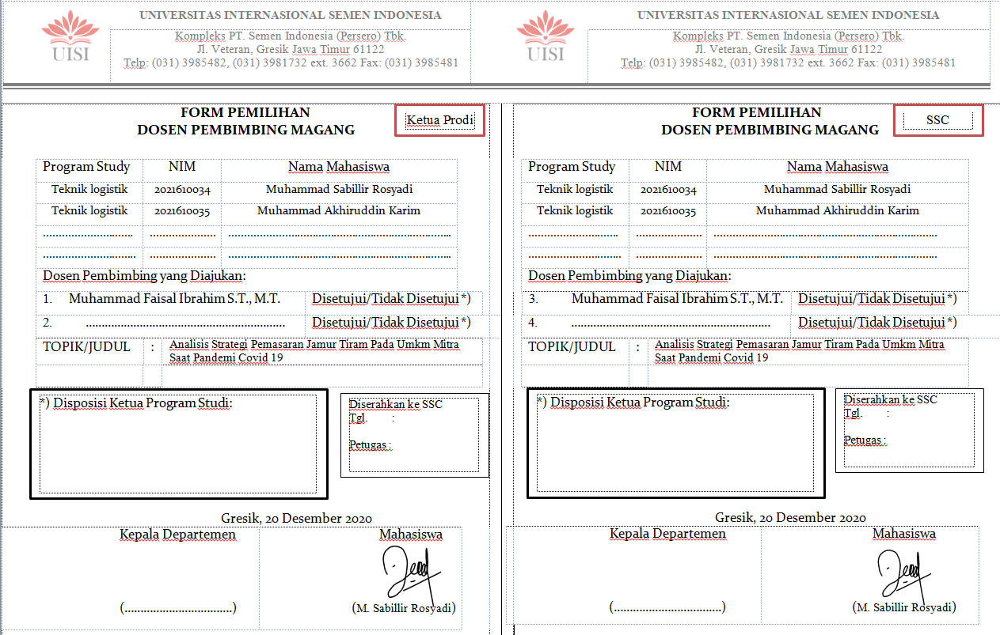 UISI
UNIVERSITAS INTERNASIONAL SEMEN INDONESIA
Kompleks PT. Semen Indonesia (Persero) Tbk.
Jl. Veteran, Gresik Jawa Timur 61122
Telp: (031) 3985482, (031) 3981732 ext. 3662 Fax: (031) 3985481
FORM PEMILIHAN
DOSEN PEMBIMBING MAGANG
Ketua Prodi
Program Study NIM Nama Mahasiswa
Teknik logistik 2021610034 Muhammad Sabillir Rosyadi
Teknik logistik 2021610035 Muhammad Akhiruddin Karim
............................ ..................... ......................................................................
............................. ..................... ......................................................................
Dosen Pembimbing yang Diajukan:
1. Muhammad Faisal Ibrahim S.T., M.T. Disetujui/Tidak Disetujui *)
2. ......................................................... Disetujui/Tidak Disetujui *)
TOPIK/JUDUL : Analisis Strategi Pemasaran Jamur Tiram Pada Umkm Mitra
Saat Pandemi Covid 19
*) Disposisi Ketua Program Studi:
Diserahkan ke SSC
Tgl. :
Petugas :
Gresik, 20 Desember 2020
Kepala Departemen Mahasiswa
(..................................) (M. Sabillir Rosyadi)
UISI
UNIVERSITAS INTERNASIONAL SEMEN INDONESIA
Kompleks PT. Semen Indonesia (Persero) Tbk.
Jl. Veteran, Gresik Jawa Timur 61122
Telp: (031) 3985482, (031) 3981732 ext. 3662 Fax: (031) 3985481
FORM PEMILIHAN
DOSEN PEMBIMBING MAGANG
SSC
Program Study NIM Nama Mahasiswa
Teknik logistik 2021610034 Muhammad Sabillir Rosyadi
Teknik logistik 2021610035 Muhammad Akhiruddin Karim
............................ ..................... ......................................................................
............................. ..................... ......................................................................
Dosen Pembimbing yang Diajukan:
3. Muhammad Faisal Ibrahim S.T., M.T. Disetujui/Tidak Disetujui *)
4. ......................................................... Disetujui/Tidak Disetujui *)
TOPIK/JUDUL : Analisis Strategi Pemasaran Jamur Tiram Pada Umkm Mitra
Saat Pandemi Covid 19
*) Disposisi Ketua Program Studi:
Diserahkan ke SSC
Tgl. :
Petugas :
Gresik, 20 Desember 2020
Kepala Departemen Mahasiswa
(..................................) (M. Sabillir Rosyadi)